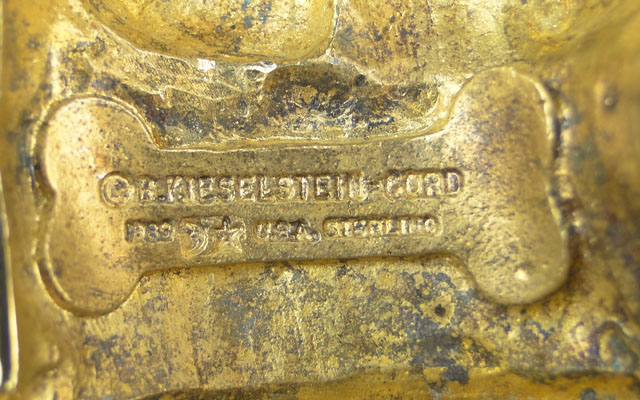 © B. KIESELSTEIN-CORD
1989 U.S.A. STERLING